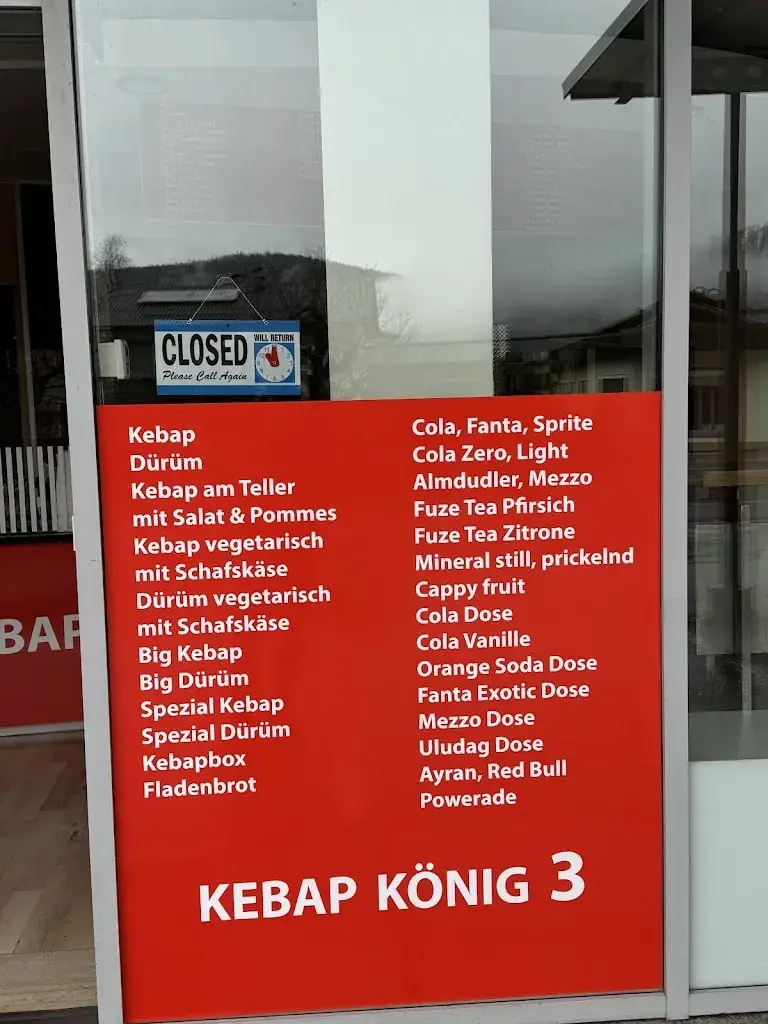 CLOSED
WILL RETURN
Please Call Again
Kebap
Dürüm
Kebap am Teller
mit Salat & Pommes
Kebap vegetarisch
mit Schafskäse
Dürüm vegetarisch
mit Schafskäse
Big Kebap
Big Dürüm
Spezial Kebap
Spezial Dürüm
Kebapbox
Fladenbrot
Cola, Fanta, Sprite
Cola Zero, Light
Almdudler, Mezzo
Fuze Tea Pfirsich
Fuze Tea Zitrone
Mineral still, prickelnd
Cappy fruit
Cola Dose
Cola Vanille
Orange Soda Dose
Fanta Exotic Dose
Mezzo Dose
Uludag Dose
Ayran, Red Bull
Powerade
KEBAP KÖNIG 3
BAP